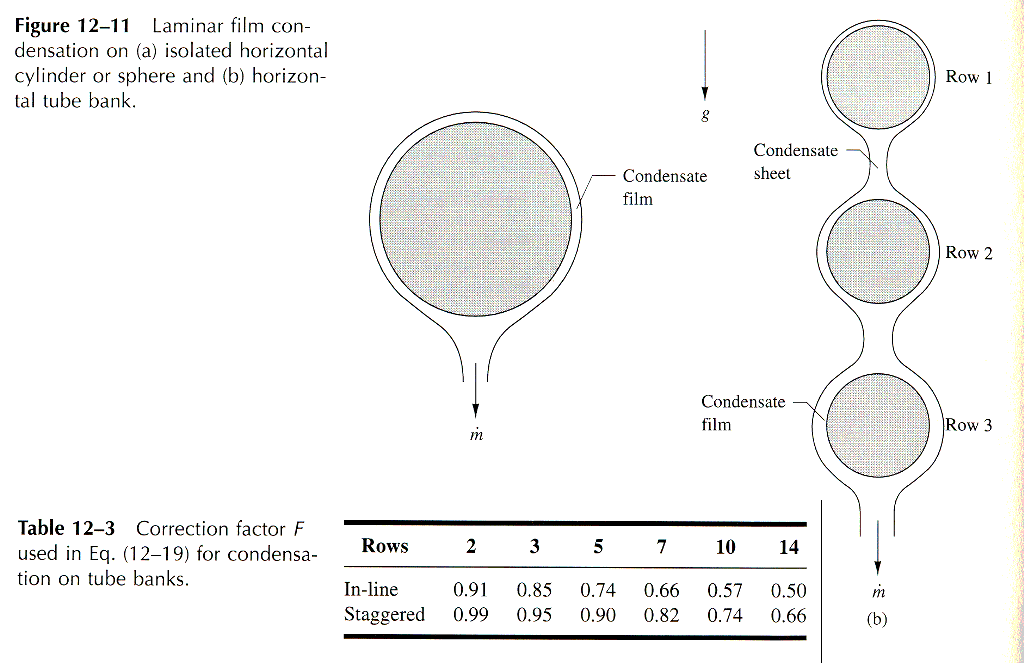 Figure 12–11 Laminar film con-
densation on (a) isolated horizontal
cylinder or sphere and (b) horizon-
tal tube bank.
g
Row 1
Condensate
sheet
Condensate
film
Row 2
Condensate
film
Row 3
ṁ
ṁ
(b)
Table 12–3 Correction factor F
used in Eq. (12–19) for condensa-
tion on tube banks.
Rows 2 3 5 7 10 14
In-line 0.91 0.85 0.74 0.66 0.57 0.50
Staggered 0.99 0.95 0.90 0.82 0.74 0.66